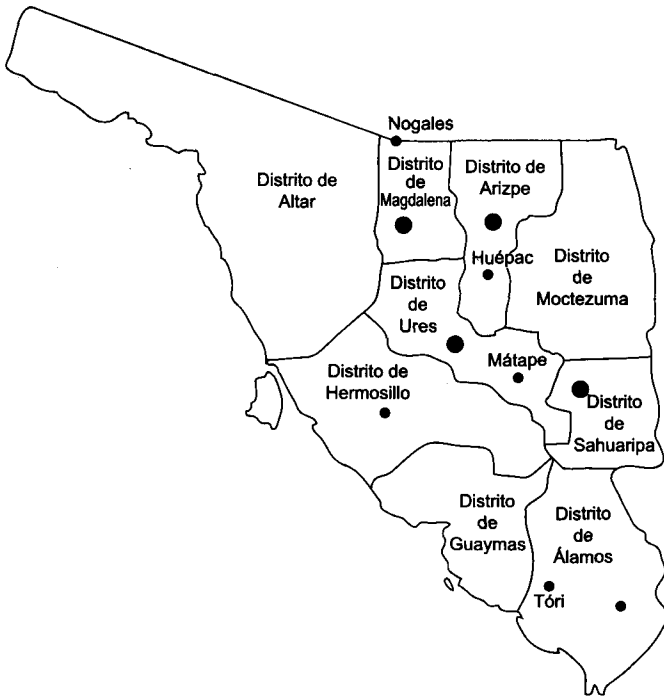 Nogales
Distrito de
Altar
Distrito
de
Magdalena
Distrito de
Arizpe
Huépac
Distrito
de
Moctezuma
Distrito
de
Ures
Mátape
Distrito de
Hermosillo
Distrito
de
Sahuaripa
Distrito
de
Guaymas
Distrito
de
Álamos
Tóri